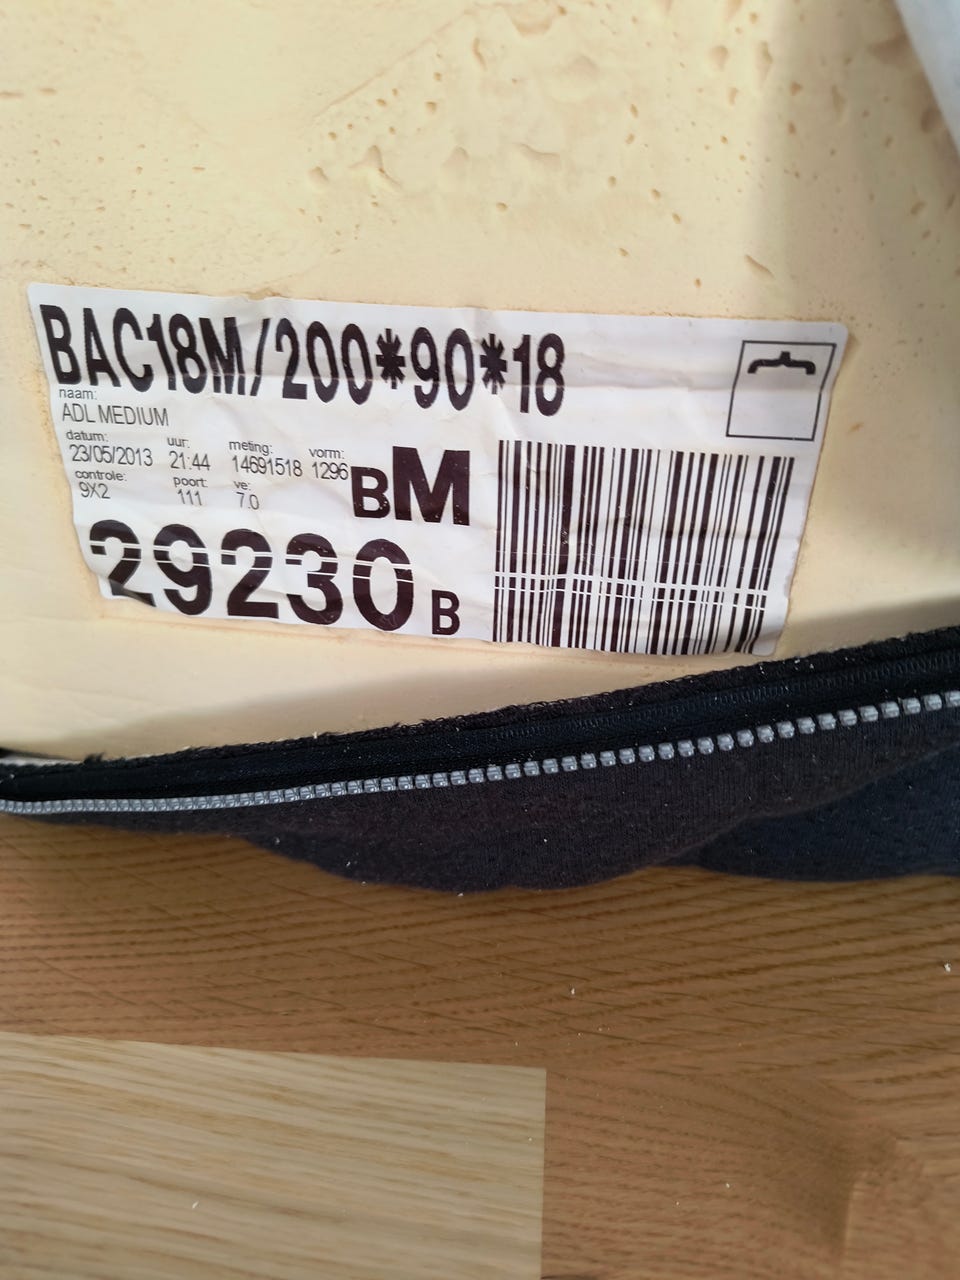 BAC18M/200*90*18
naam:
ADL MEDIUM
datum: uur: meting: vorm:
23/05/2013 21:44 14691518 1296
controle: poort: ve:
9X2 111 7.0
BM
29230 B